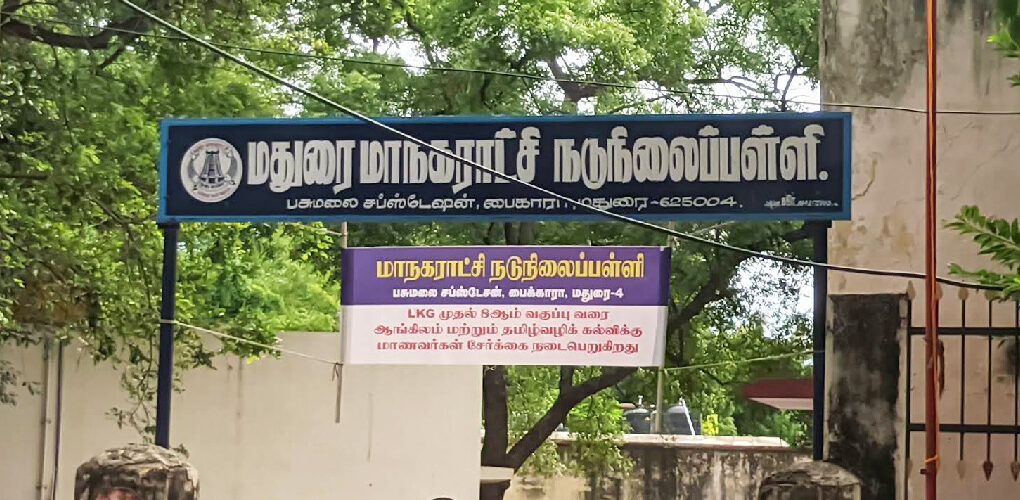 மதுரை மாநகராட்சி நடுநிலைப்பள்ளி.
பசுமலை சப்ஸ்டேஷன், பைகாரா, மதுரை-625004.
மாநகராட்சி நடுநிலைப்பள்ளி
பசுமலை சப்ஸ்டேசன், பைக்காரா, மதுரை-4
LKG முதல் 8ஆம் வகுப்பு வரை
ஆங்கிலம் மற்றும் தமிழ்வழிக் கல்விக்கு
மாணவர்கள் சேர்க்கை நடைபெறுகிறது